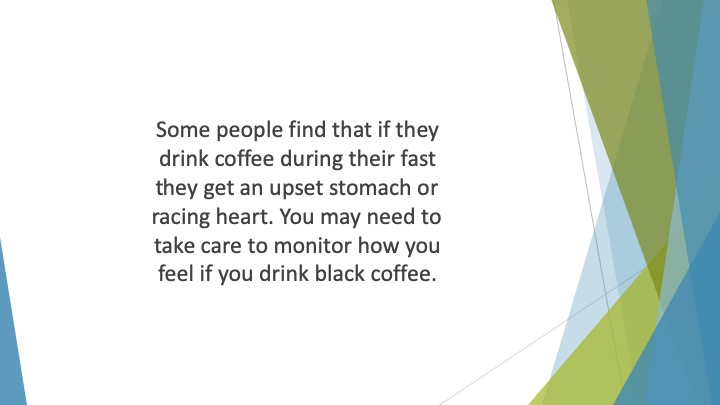 Some people find that if they
drink coffee during their fast
they get an upset stomach or
racing heart. You may need to
take care to monitor how you
feel if you drink black coffee.